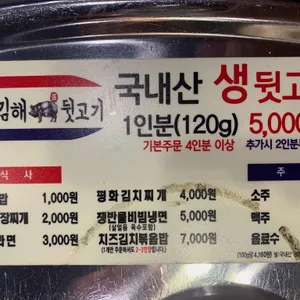 김해 뒷고기
국내산 생 뒷고
1인분(120g) 5,000
기본주문 4인분 이상 추가시 2인분
식 사
주
밥 1,000원
장찌개 2,000원
라면 3,000원
평화김치찌개 4,000원
쟁반물비빔냉면 5,000원
(살얼음 육수포함)
치즈김치볶음밥 7,000원
소주
맥주
음료수